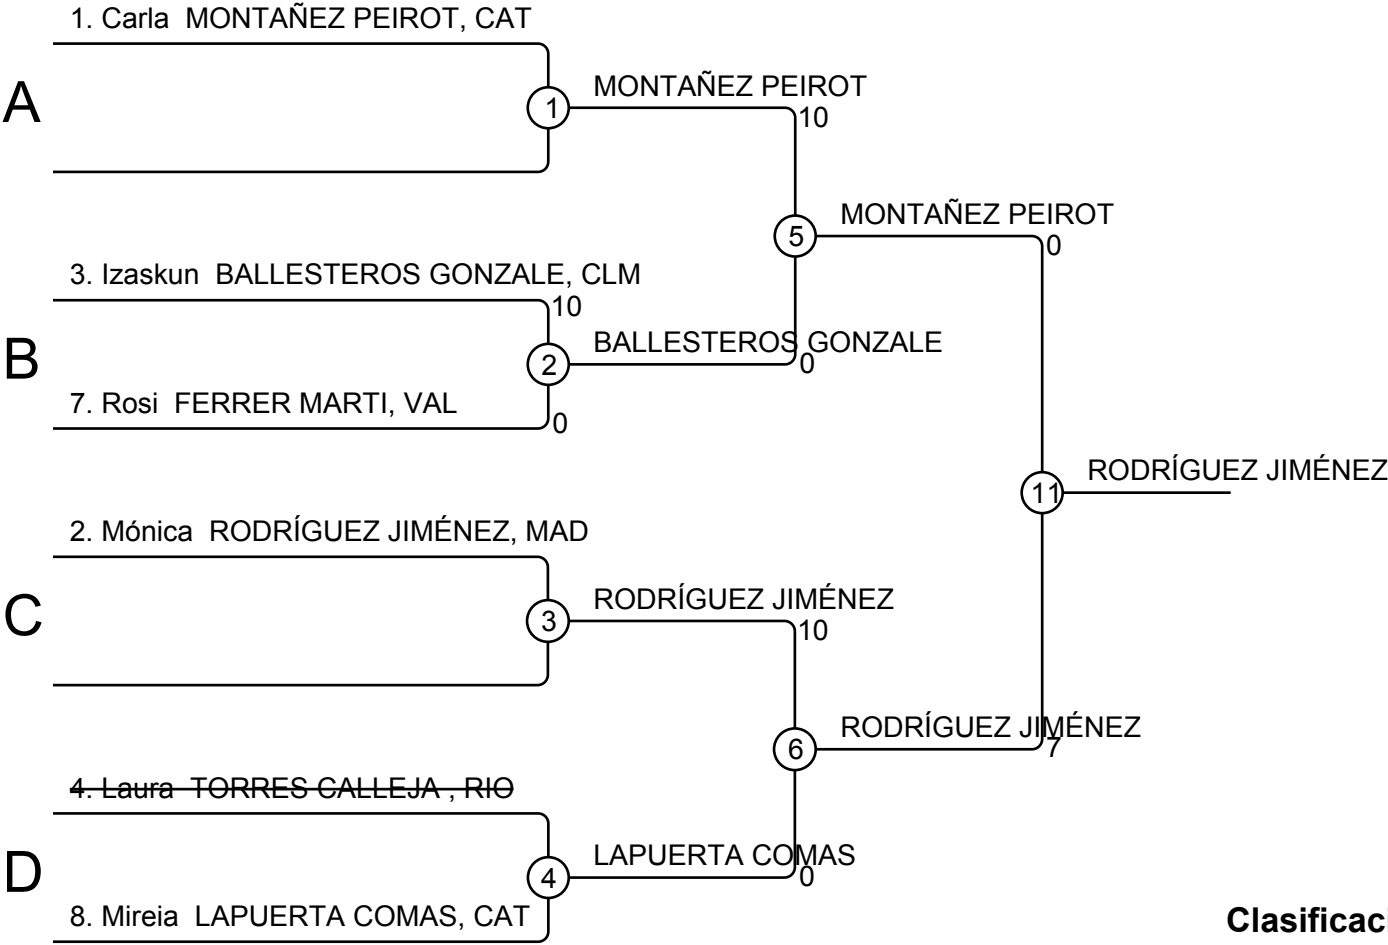 1. Carla MONTAÑEZ PEIROT, CAT
A
1
MONTAÑEZ PEIROT
10
5
MONTAÑEZ PEIROT
0
3. Izaskun BALLESTEROS GONZALE, CLM
10
B
2
BALLESTEROS GONZALE
0
7. Rosi FERRER MARTI, VAL
0
11
RODRÍGUEZ JIMÉNEZ
2. Mónica RODRÍGUEZ JIMÉNEZ, MAD
C
3
RODRÍGUEZ JIMÉNEZ
10
6
RODRÍGUEZ JIMÉNEZ
7
4. Laura TORRES CALLEJA , RIO
D
4
LAPUERTA COMAS
0
8. Mireia LAPUERTA COMAS, CAT
Clasificaci